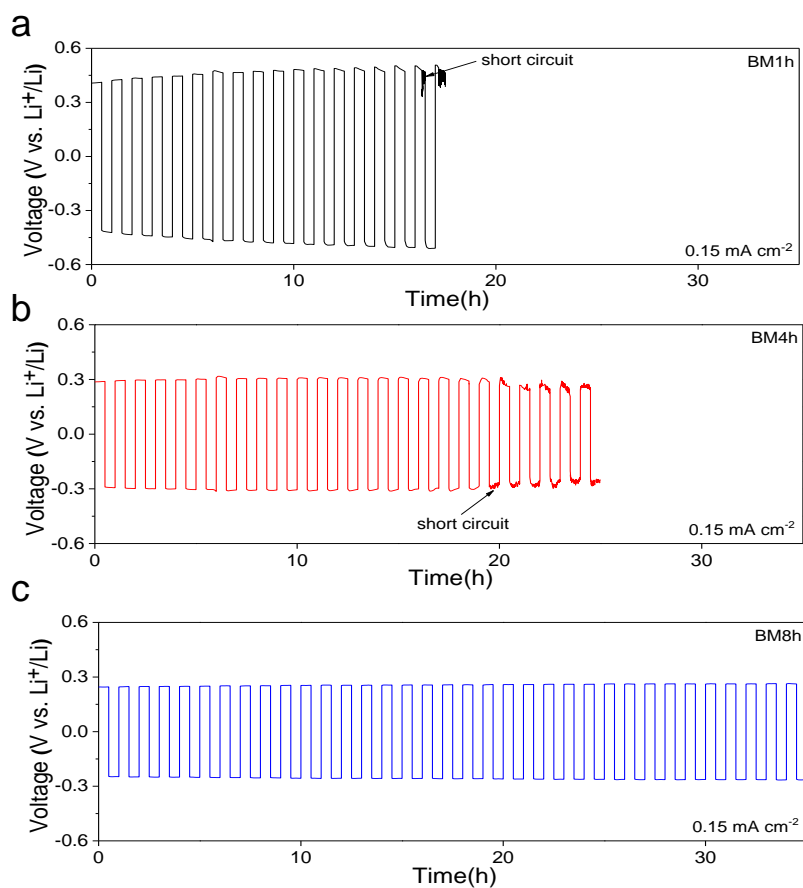 a
0.6
0.3
0.0
-0.3
-0.6
Voltage (V vs. Li⁺/Li)
short circuit
BM1h
0.15 mA cm⁻²
0 10 20 30
Time(h)
b
0.6
0.3
0.0
-0.3
-0.6
Voltage (V vs. Li⁺/Li)
BM4h
short circuit
0.15 mA cm⁻²
0 10 20 30
Time(h)
c
0.6
0.3
0.0
-0.3
-0.6
Voltage (V vs. Li⁺/Li)
BM8h
0.15 mA cm⁻²
0 10 20 30
Time(h)